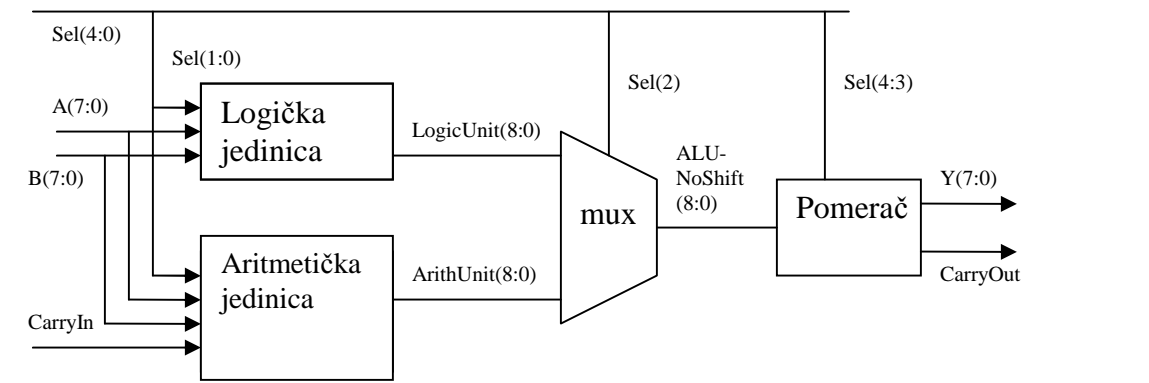 Sel(4:0)
Sel(1:0)
Sel(2)
Sel(4:3)
A(7:0)
B(7:0)
Logička
jedinica
LogicUnit(8:0)
ALU-
NoShift
(8:0)
mux
Pomerač
Y(7:0)
CarryOut
Aritmetička
jedinica
ArithUnit(8:0)
CarryIn